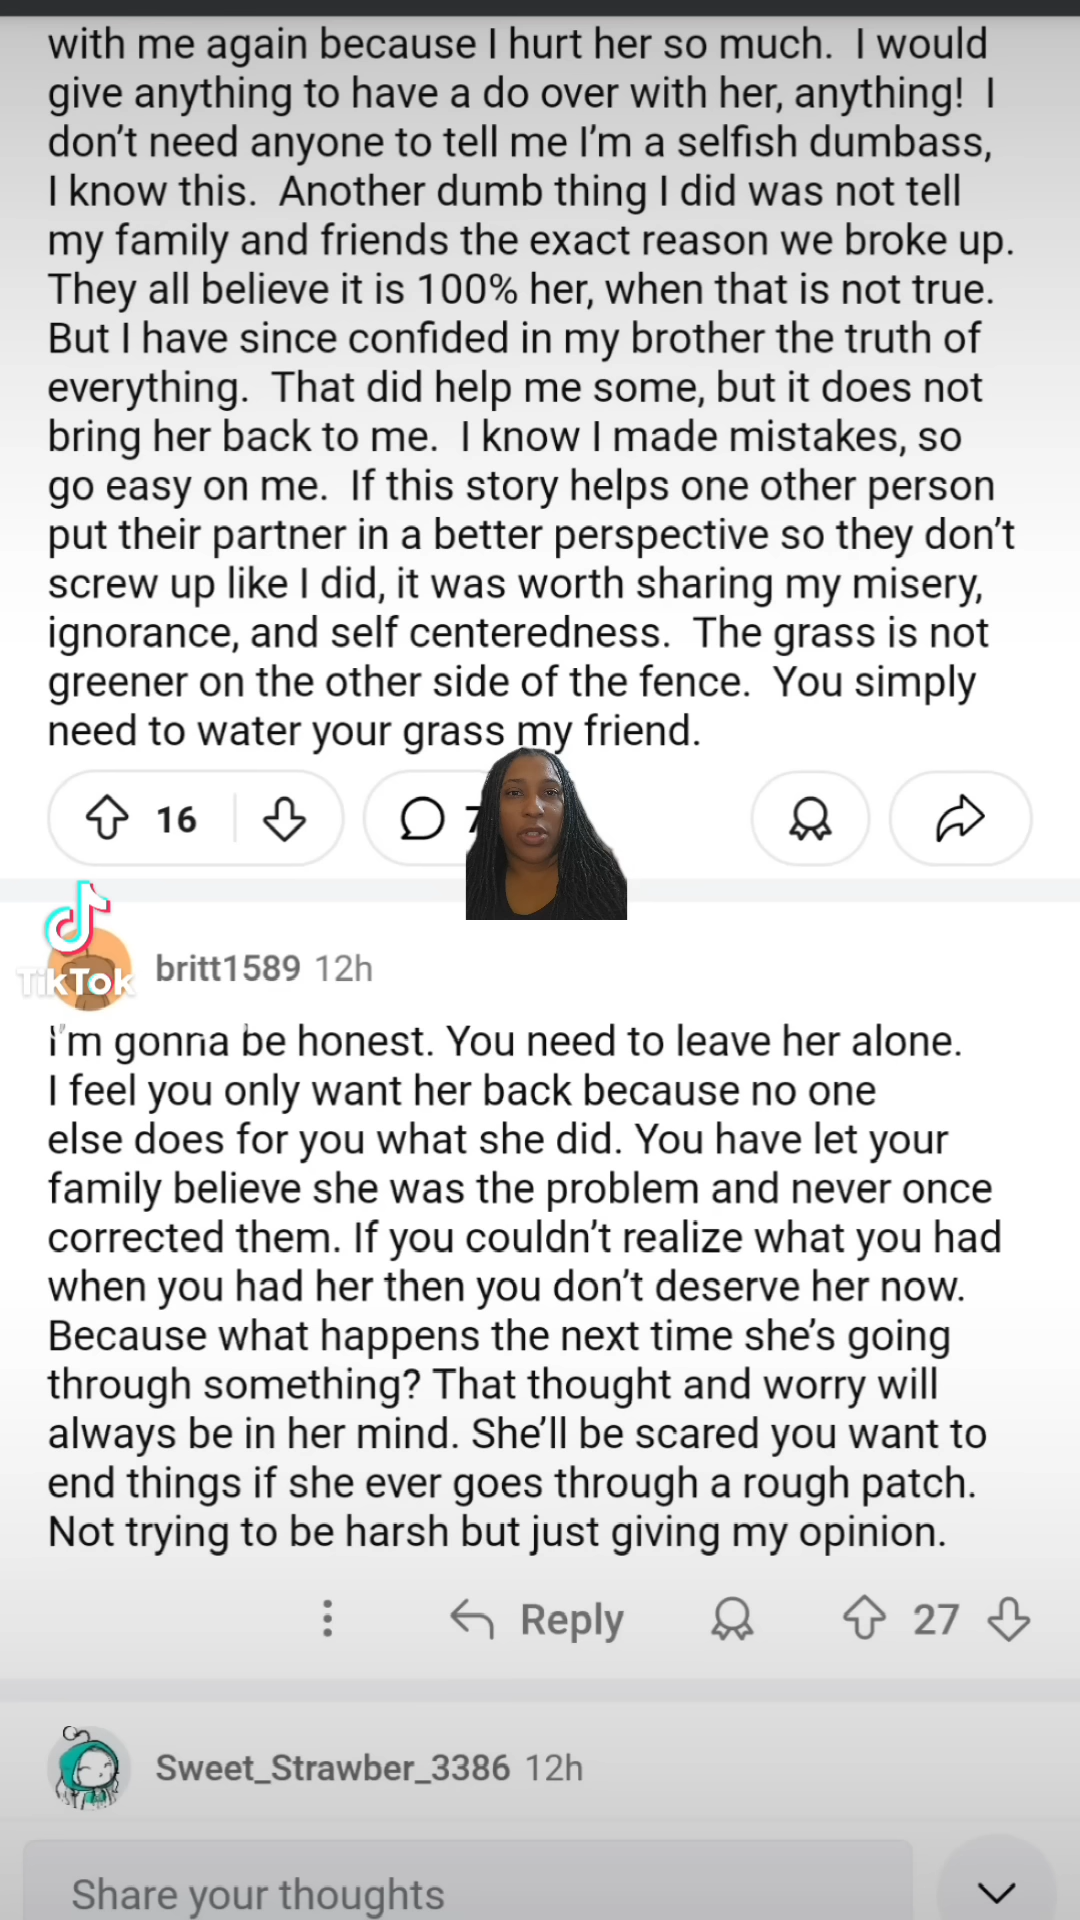 with me again because I hurt her so much.  I would
give anything to have a do over with her, anything!  I
don't need anyone to tell me I'm a selfish dumbass,
I know this.  Another dumb thing I did was not tell
my family and friends the exact reason we broke up.
They all believe it is 100% her, when that is not true.
But I have since confided in my brother the truth of
everything.  That did help me some, but it does not
bring her back to me.  I know I made mistakes, so
go easy on me.  If this story helps one other person
put their partner in a better perspective so they don't
screw up like I did, it was worth sharing my misery,
ignorance, and self centeredness.  The grass is not
greener on the other side of the fence.  You simply
need to water your grass my friend.
16
TikTok
britt1589 12h
I'm gonna be honest. You need to leave her alone.
I feel you only want her back because no one
else does for you what she did. You have let your
family believe she was the problem and never once
corrected them. If you couldn't realize what you had
when you had her then you don't deserve her now.
Because what happens the next time she's going
through something? That thought and worry will
always be in her mind. She'll be scared you want to
end things if she ever goes through a rough patch.
Not trying to be harsh but just giving my opinion.
Reply 27
Sweet_Strawber_3386 12h
Share your thoughts